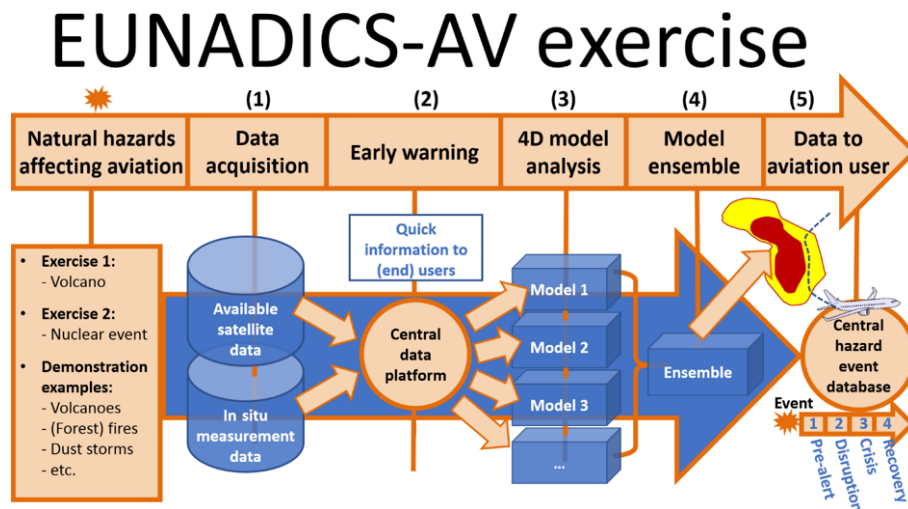 EUNADICS-AV exercise
(1)
(2)
(3)
(4)
(5)
Natural hazards
affecting aviation
Data
acquisition
Early warning
4D model
analysis
Model
ensemble
Data to
aviation user
• Exercise 1:
- Volcano
• Exercise 2:
- Nuclear event
• Demonstration
examples:
- Volcanoes
- (Forest) fires
- Dust storms
- etc.
Available
satellite
data
In situ
measurement
data
Quick
information to
(end) users
Central
data
platform
Model 1
Model 2
Model 3
...
Ensemble
Central
hazard
event
database
Event
1
2
3
4
Pre-alert
Disruption
Crisis
Recovery